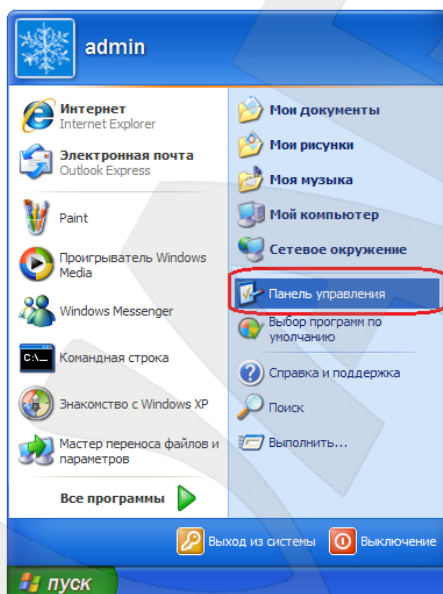 admin
Интернет
Internet Explorer
Электронная почта
Outlook Express
Paint
Проигрыватель Windows
Media
Windows Messenger
C:\_
Командная строка
Знакомство с Windows XP
Мастер переноса файлов и
параметров
Все программы
Мои документы
Мои рисунки
Моя музыка
Мой компьютер
Сетевое окружение
Панель управления
Выбор программ по
умолчанию
Справка и поддержка
Поиск
Выполнить...
Выход из системы
Выключение
пуск